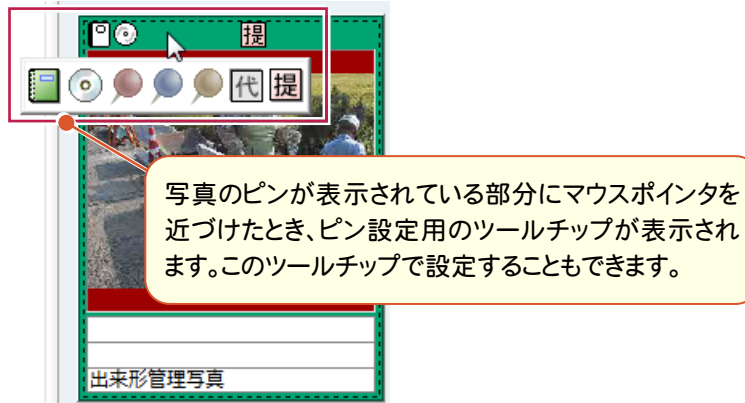 提
代 提
写真のピンが表示されている部分にマウスポインタを
近づけたとき、ピン設定用のツールチップが表示され
ます。このツールチップで設定することもできます。
出来形管理写真